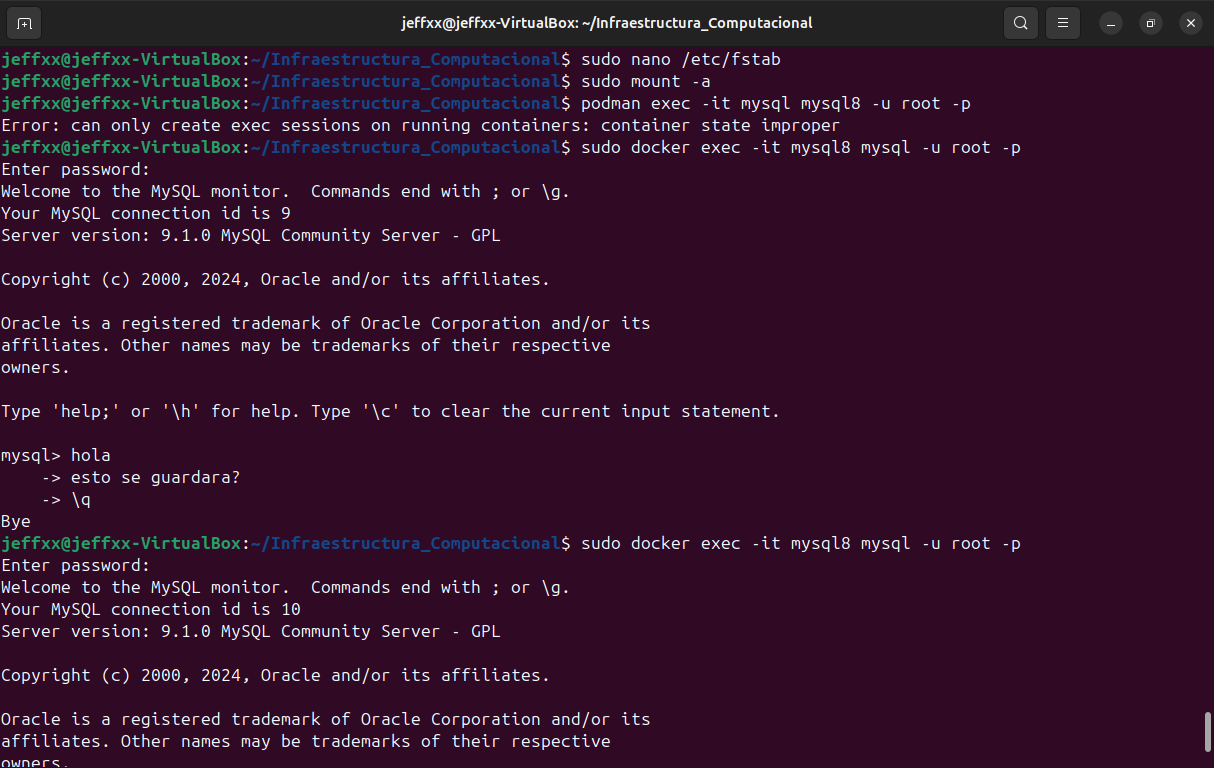 jeffxx@jeffxx-VirtualBox: ~/Infraestructura_Computacional
jeffxx@jeffxx-VirtualBox:~/Infraestructura_Computacional$ sudo nano /etc/fstab
jeffxx@jeffxx-VirtualBox:~/Infraestructura_Computacional$ sudo mount -a
jeffxx@jeffxx-VirtualBox:~/Infraestructura_Computacional$ podman exec -it mysql mysql8 -u root -p
Error: can only create exec sessions on running containers: container state improper
jeffxx@jeffxx-VirtualBox:~/Infraestructura_Computacional$ sudo docker exec -it mysql8 mysql -u root -p
Enter password:
Welcome to the MySQL monitor.  Commands end with ; or \g.
Your MySQL connection id is 9
Server version: 9.1.0 MySQL Community Server - GPL

Copyright (c) 2000, 2024, Oracle and/or its affiliates.

Oracle is a registered trademark of Oracle Corporation and/or its
affiliates. Other names may be trademarks of their respective
owners.

Type 'help;' or '\h' for help. Type '\c' to clear the current input statement.

mysql> hola
    -> esto se guardara?
    -> \q
Bye
jeffxx@jeffxx-VirtualBox:~/Infraestructura_Computacional$ sudo docker exec -it mysql8 mysql -u root -p
Enter password:
Welcome to the MySQL monitor.  Commands end with ; or \g.
Your MySQL connection id is 10
Server version: 9.1.0 MySQL Community Server - GPL

Copyright (c) 2000, 2024, Oracle and/or its affiliates.

Oracle is a registered trademark of Oracle Corporation and/or its
affiliates. Other names may be trademarks of their respective
owners.